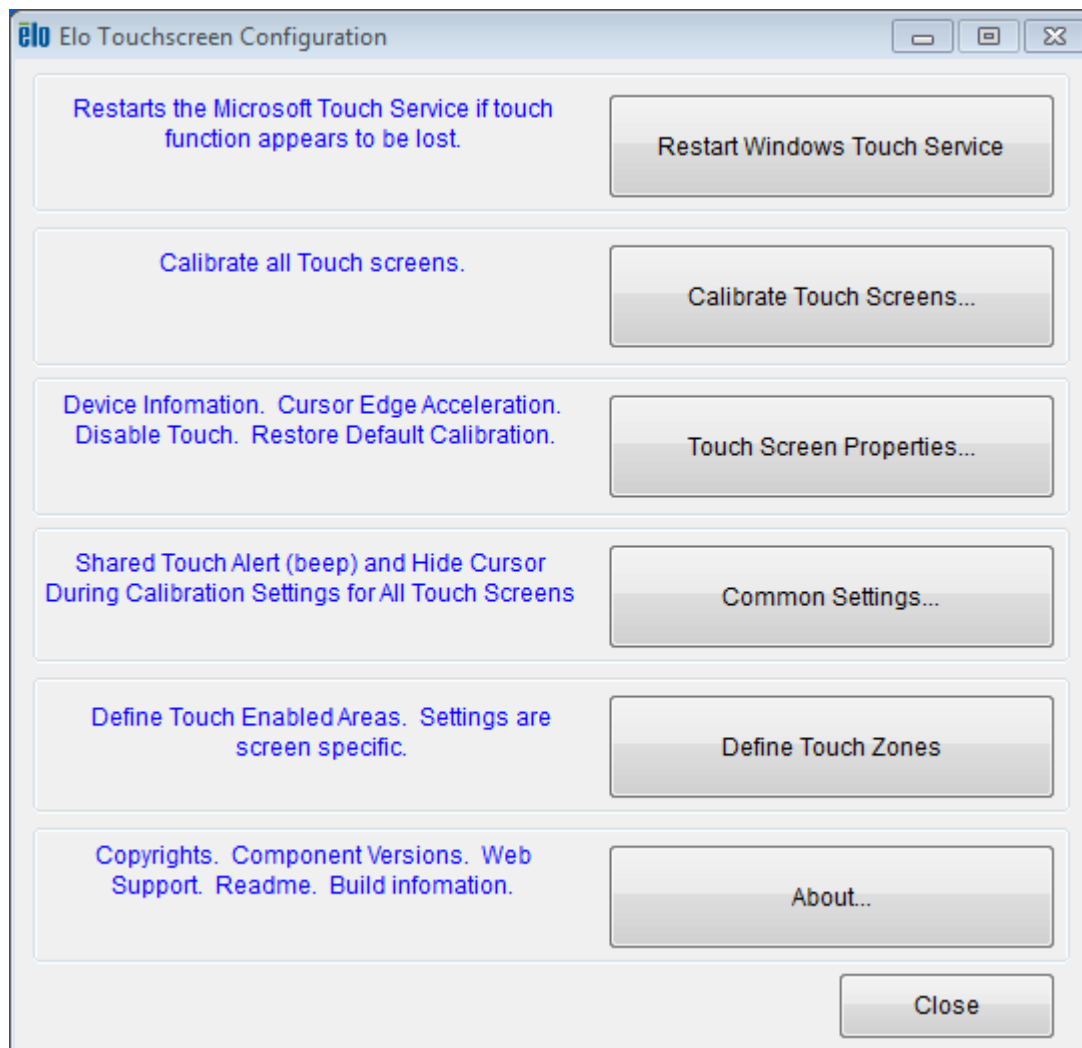 elo Elo Touchscreen Configuration
Restarts the Microsoft Touch Service if touch
function appears to be lost.
Restart Windows Touch Service
Calibrate all Touch screens.
Calibrate Touch Screens...
Device Infomation.  Cursor Edge Acceleration.
Disable Touch.  Restore Default Calibration.
Touch Screen Properties...
Shared Touch Alert (beep) and Hide Cursor
During Calibration Settings for All Touch Screens
Common Settings...
Define Touch Enabled Areas.  Settings are
screen specific.
Define Touch Zones
Copyrights.  Component Versions.  Web
Support.  Readme.  Build infomation.
About...
Close